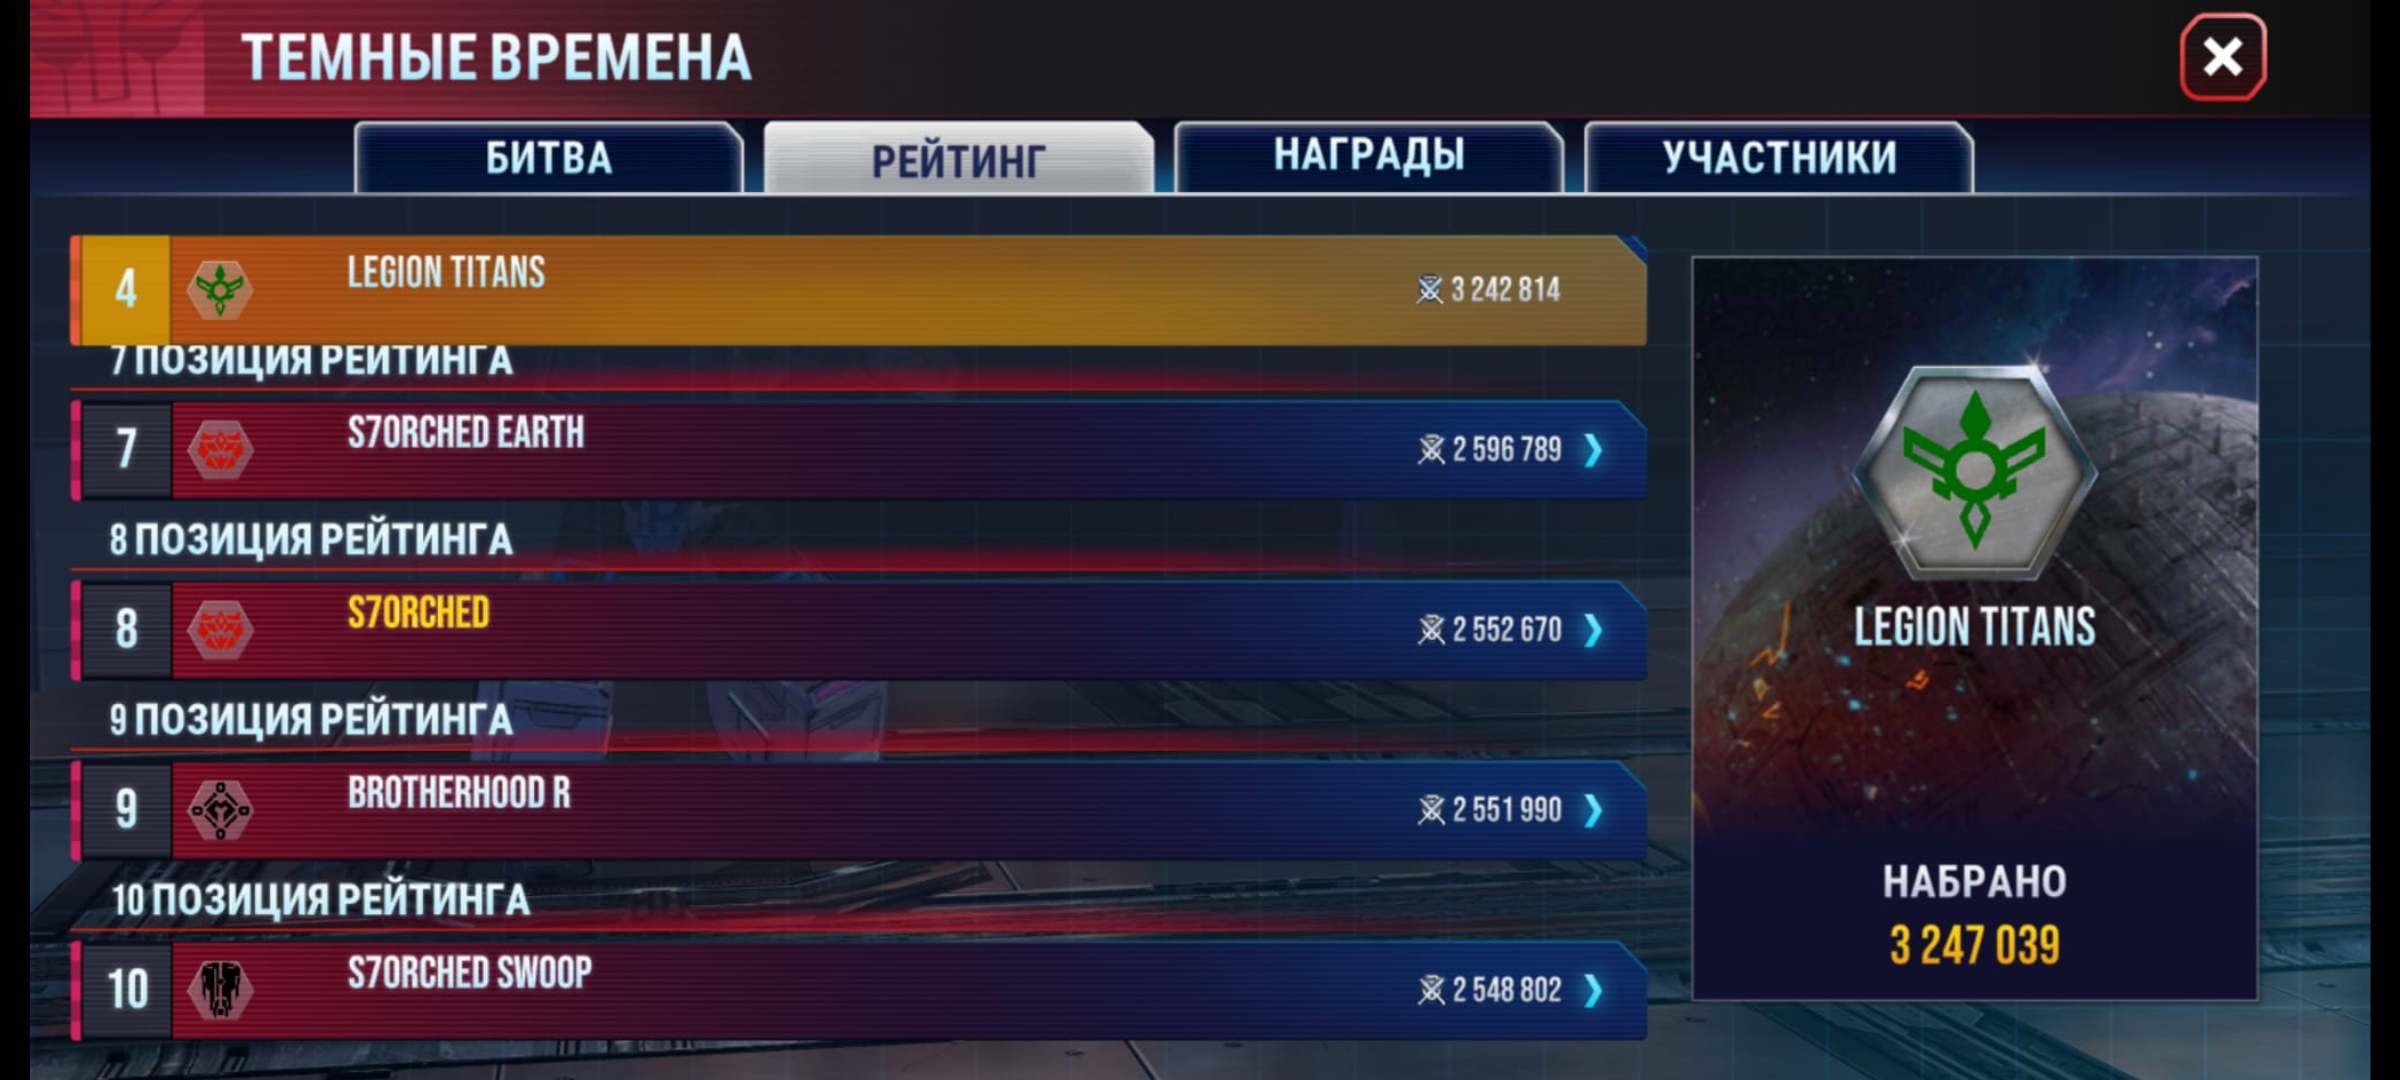 ТЕМНЫЕ ВРЕМЕНА
БИТВА
РЕЙТИНГ
НАГРАДЫ
УЧАСТНИКИ
4
LEGION TITANS
3 242 814
7 ПОЗИЦИЯ РЕЙТИНГА
7
S7ORCHED EARTH
2 596 789
8 ПОЗИЦИЯ РЕЙТИНГА
8
S7ORCHED
2 552 670
9 ПОЗИЦИЯ РЕЙТИНГА
9
BROTHERHOOD R
2 551 990
10 ПОЗИЦИЯ РЕЙТИНГА
10
S7ORCHED SWOOP
2 548 802
LEGION TITANS
НАБРАНО
3 247 039